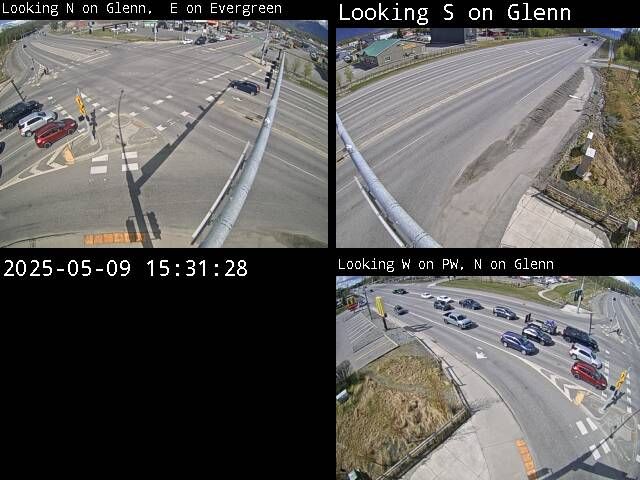 Looking N on Glenn,  E on Evergreen
Looking S on Glenn
2025-05-09 15:31:28
Looking W on PW, N on Glenn